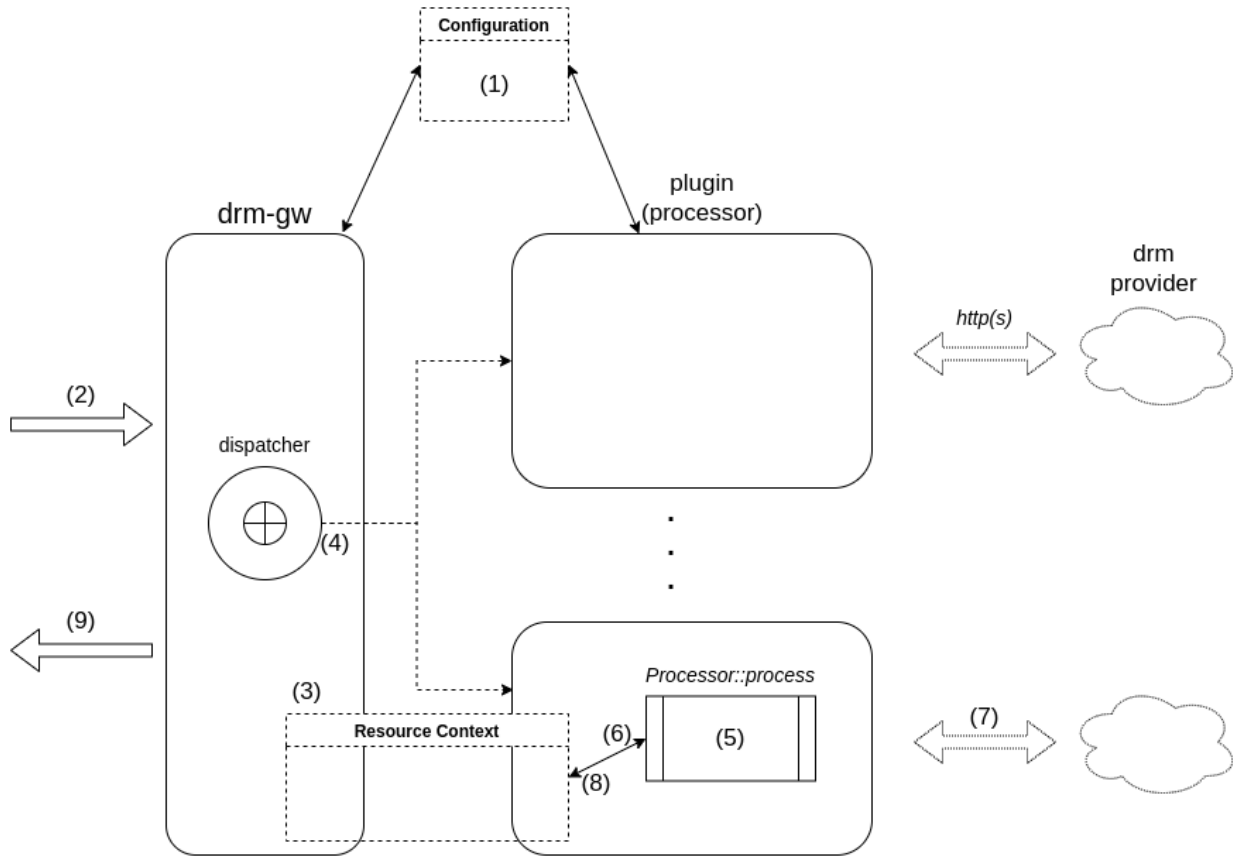 Configuration
(1)
plugin
(processor)
drm-gw
drm
provider
http(s)
(2)
dispatcher
(4)
.
.
.
(9)
Processor::process
(3)
Resource Context
(6)
(5)
(7)
(8)